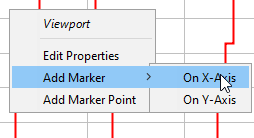 Viewport
Edit Properties
Add Marker
On X-Axis
Add Marker Point
On Y-Axis